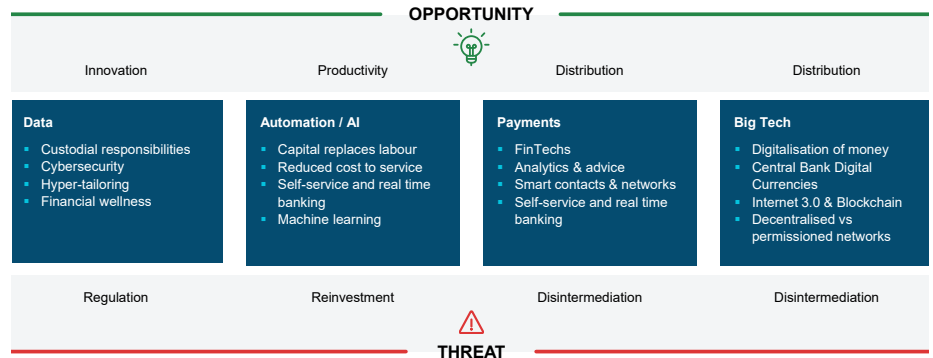 OPPORTUNITY
Innovation
Productivity
Distribution
Distribution
Data
Custodial responsibilities
Cybersecurity
Hyper-tailoring
Financial wellness
Automation / AI
Capital replaces labour
Reduced cost to service
Self-service and real time
banking
Machine learning
Payments
FinTechs
Analytics & advice
Smart contacts & networks
Self-service and real time
banking
Big Tech
Digitalisation of money
Central Bank Digital
Currencies
Internet 3.0 & Blockchain
Decentralised vs
permissioned networks
Regulation
Reinvestment
Disintermediation
Disintermediation
THREAT